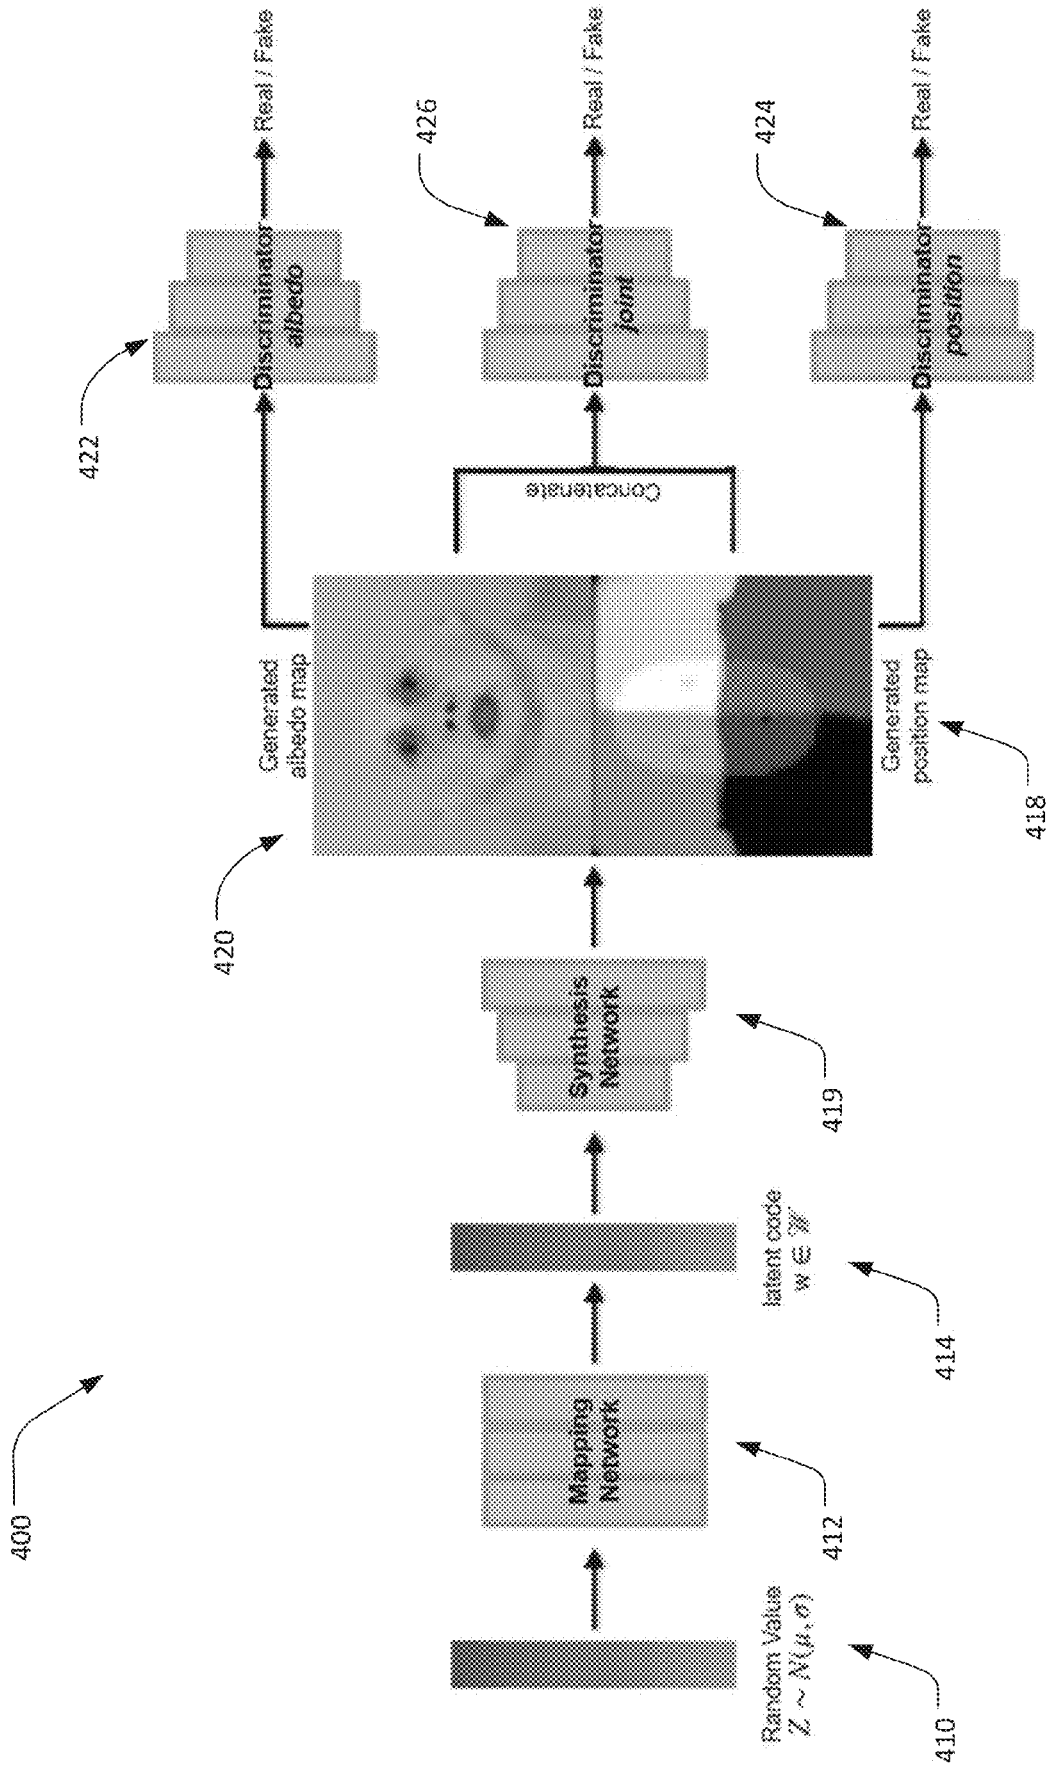 400
410
Random Value
Z ~ N(μ, σ)
412
Mapping
Network
414
latent code
w ∈ 𝒲
419
Synthesis
Network
420
Generated
albedo map
Generated
position map
418
Concatenate
422
Discriminator
albedo
Real / Fake
426
Discriminator
joint
Real / Fake
424
Discriminator
position
Real / Fake